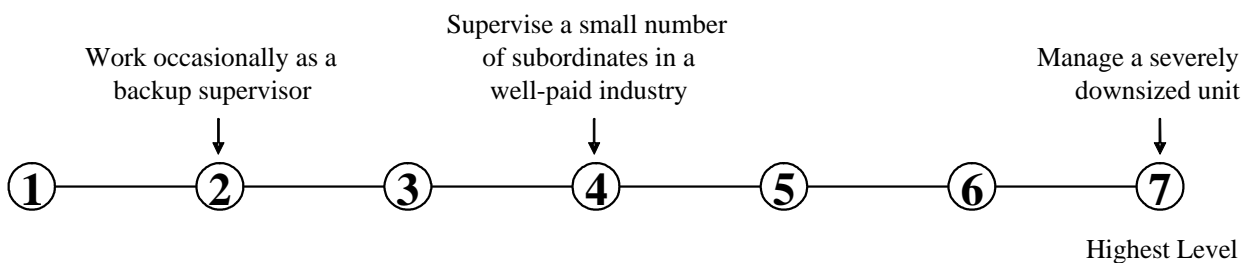 Work occasionally as a
backup supervisor
Supervise a small number
of subordinates in a
well-paid industry
Manage a severely
downsized unit
1 2 3 4 5 6 7
Highest Level